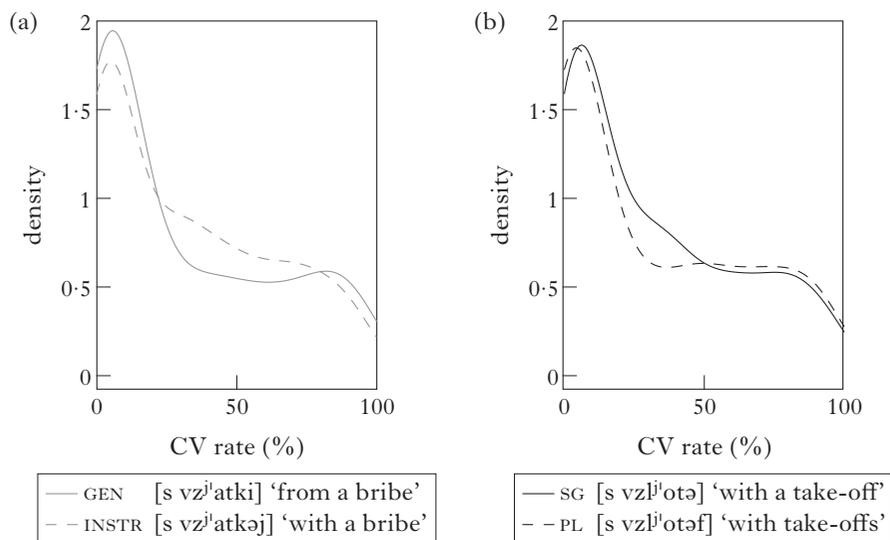 (a)
2
1·5
1
0·5
0
density
0 50 100
CV rate (%)
GEN [s vzʲˈatki] ‘from a bribe’
INSTR [s vzʲˈatkəj] ‘with a bribe’
(b)
2
1·5
1
0·5
0
density
0 50 100
CV rate (%)
SG [s vzlʲˈotə] ‘with a take-off’
PL [s vzlʲˈotəf] ‘with take-offs’